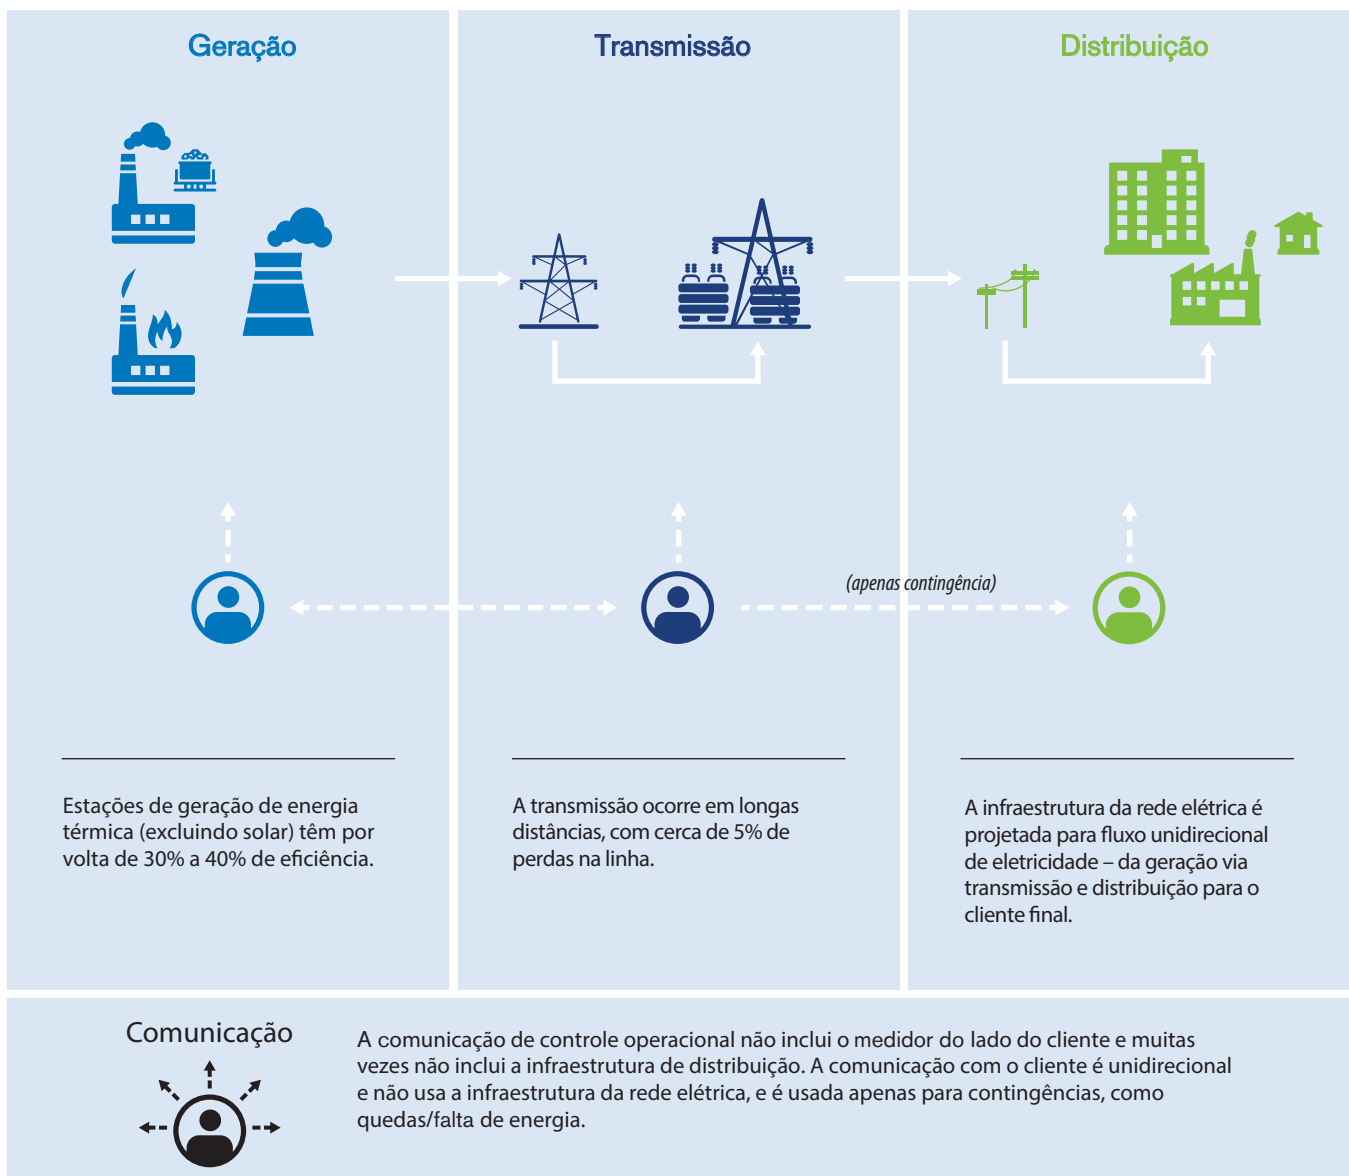 Geração
Transmissão
Distribuição
(apenas contingência)
Estações de geração de energia
térmica (excluindo solar) têm por
volta de 30% a 40% de eficiência.
A transmissão ocorre em longas
distâncias, com cerca de 5% de
perdas na linha.
A infraestrutura da rede elétrica é
projetada para fluxo unidirecional
de eletricidade – da geração via
transmissão e distribuição para o
cliente final.
Comunicação
A comunicação de controle operacional não inclui o medidor do lado do cliente e muitas
vezes não inclui a infraestrutura de distribuição. A comunicação com o cliente é unidirecional
e não usa a infraestrutura da rede elétrica, e é usada apenas para contingências, como
quedas/falta de energia.